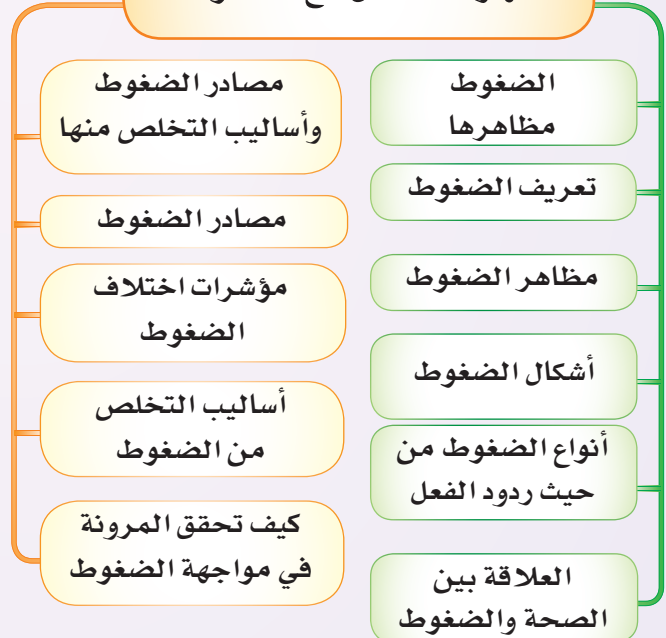 الضغوط
مظاهرها
تعريف الضغوط
مظاهر الضغوط
أشكال الضغوط
أنواع الضغوط من
حيث ردود الفعل
العلاقة بين
الصحة والضغوط
مصادر الضغوط
وأساليب التخلص منها
مصادر الضغوط
مؤشرات اختلاف
الضغوط
أساليب التخلص
من الضغوط
كيف تحقق المرونة
في مواجهة الضغوط